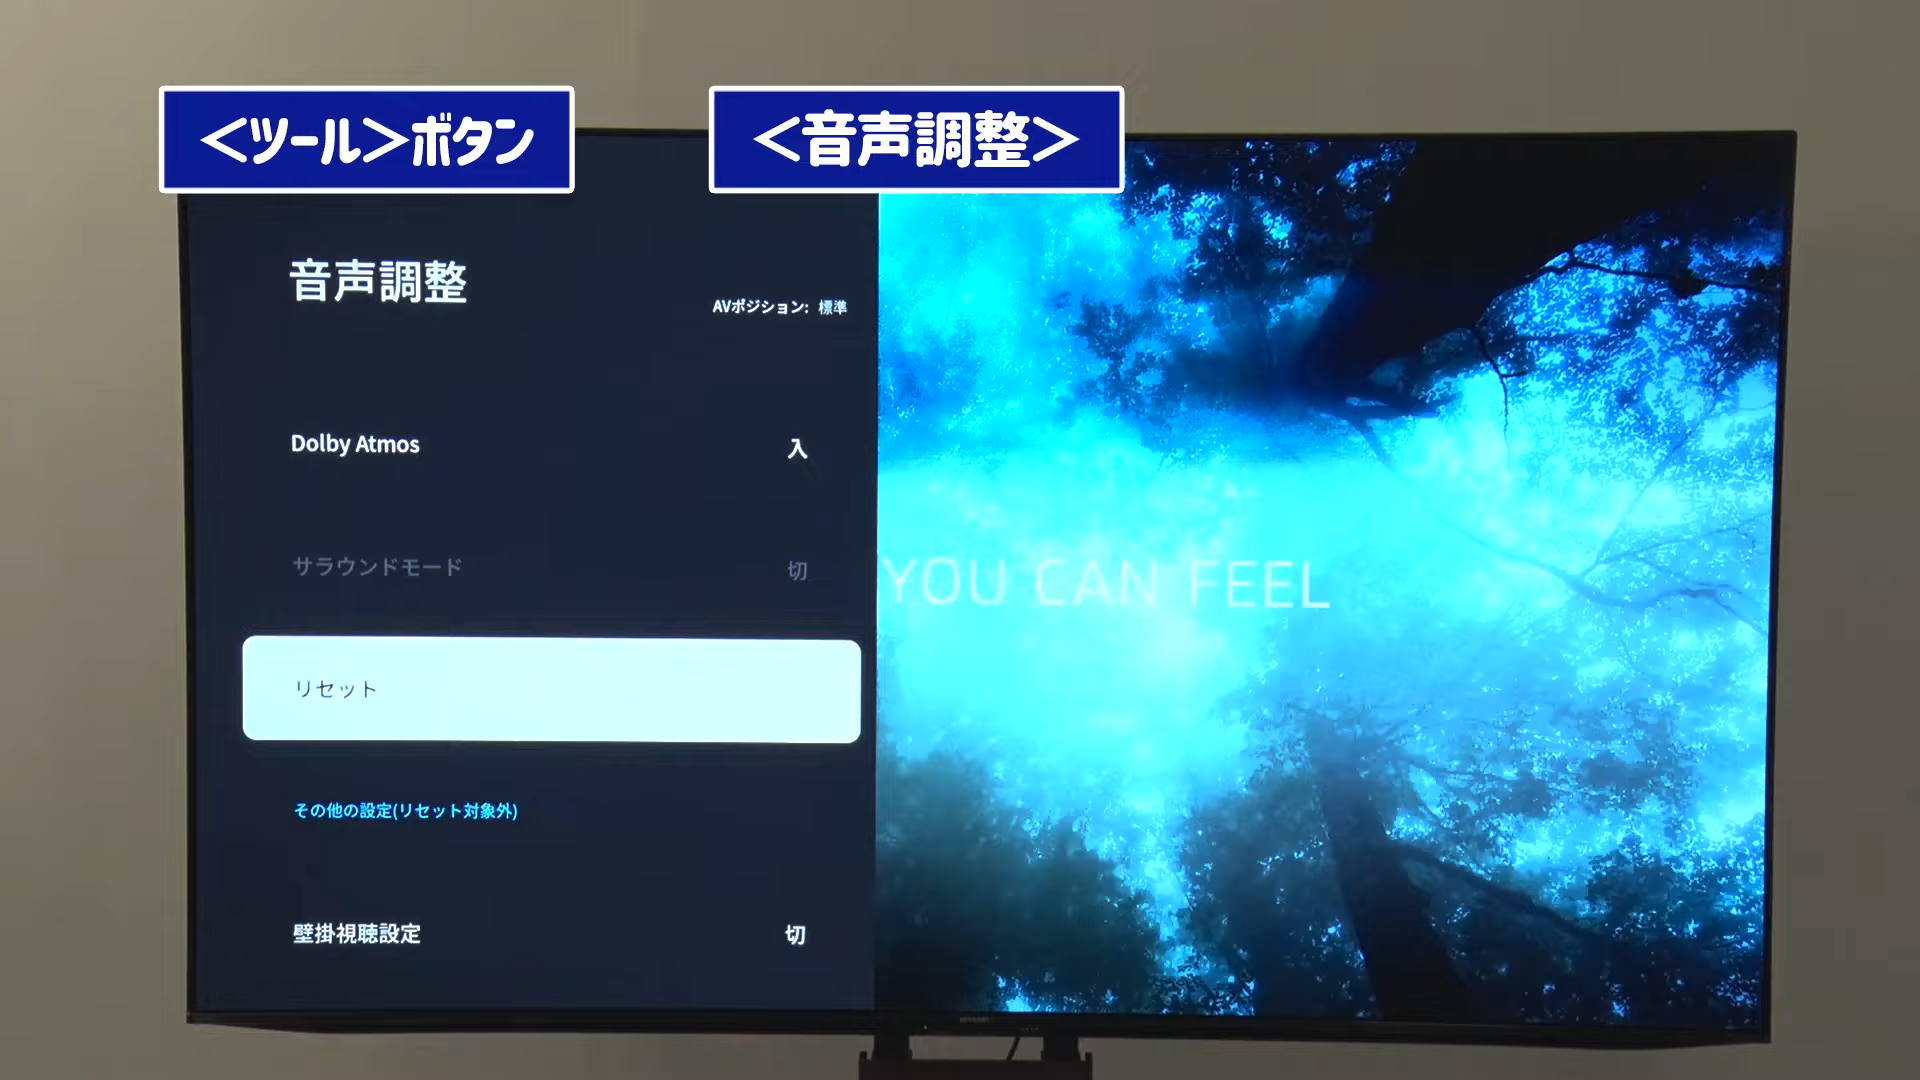 <ツール>ボタン
<音声調整>
音声調整
AVポジション: 標準
Dolby Atmos 入
サラウンドモード 切
リセット
その他の設定(リセット対象外)
壁掛視聴設定 切
YOU CAN FEEL